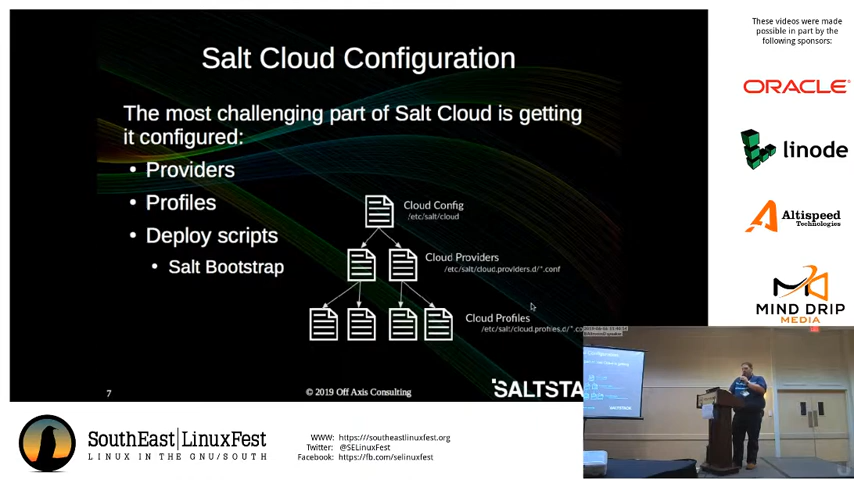 Salt Cloud Configuration
The most challenging part of Salt Cloud is getting
it configured:
• Providers
• Profiles
• Deploy scripts
• Salt Bootstrap
Cloud Config
/etc/salt/cloud
Cloud Providers
/etc/salt/cloud.providers.d/*.conf
Cloud Profiles
/etc/salt/cloud.profiles.d/*.co
7
© 2019 Off Axis Consulting
SALTSTA
These videos were made
possible in part by the
following sponsors:
ORACLE®
linode
Altispeed
Technologies
MIND DRIP
MEDIA
SouthEast|LinuxFest
LINUX IN THE GNU/SOUTH
WWW: https://southeastlinuxfest.org
Twitter: @SELinuxFest
Facebook: https://fb.com/selinuxfest